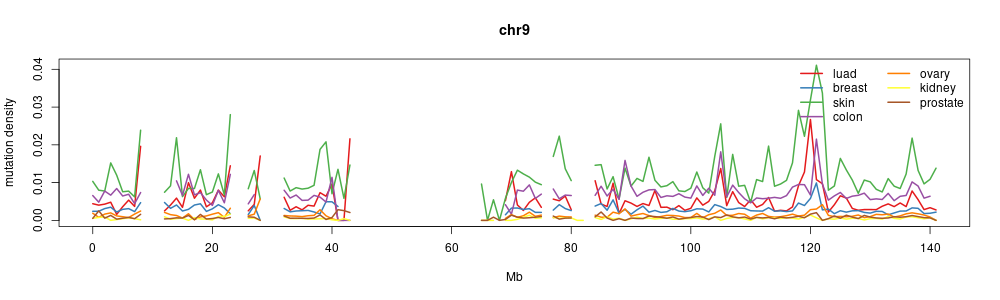 chr9
mutation density
0.00 0.01 0.02 0.03 0.04
luad ovary
breast kidney
skin prostate
colon
0 20 40 60 80 100 120 140
Mb